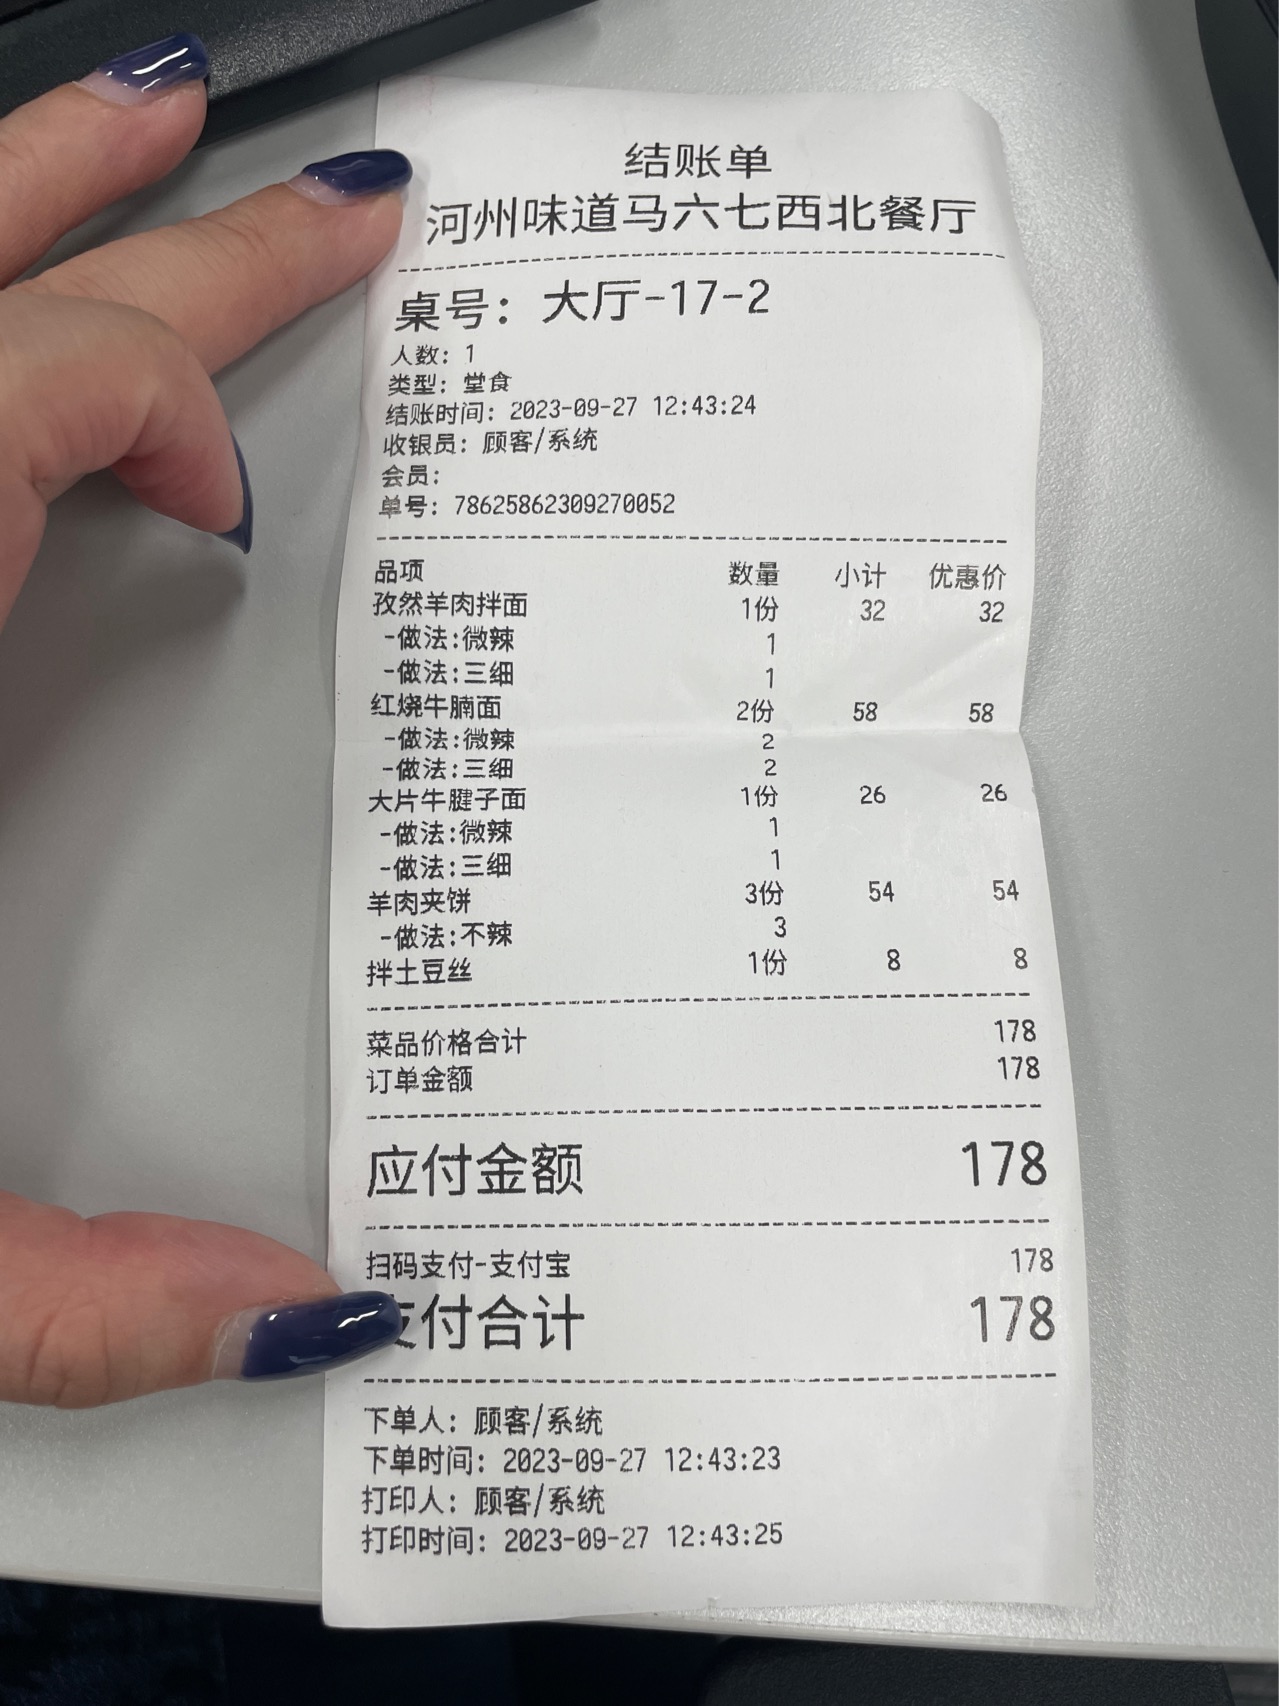 结账单
河州味道马六七西北餐厅
桌号：大厅-17-2
人数：1
类型：堂食
结账时间：2023-09-27 12:43:24
收银员：顾客/系统
会员：
单号：78625862309270052
品项 数量 小计 优惠价
孜然羊肉拌面 1份 32 32
-做法:微辣 1
-做法:三细 1
红烧牛腩面 2份 58 58
-做法:微辣 2
-做法:三细 2
大片牛腱子面 1份 26 26
-做法:微辣 1
-做法:三细 1
羊肉夹饼 3份 54 54
-做法:不辣 3
拌土豆丝 1份 8 8
菜品价格合计 178
订单金额 178
应付金额 178
扫码支付-支付宝 178
支付合计 178
下单人：顾客/系统
下单时间：2023-09-27 12:43:23
打印人：顾客/系统
打印时间：2023-09-27 12:43:25